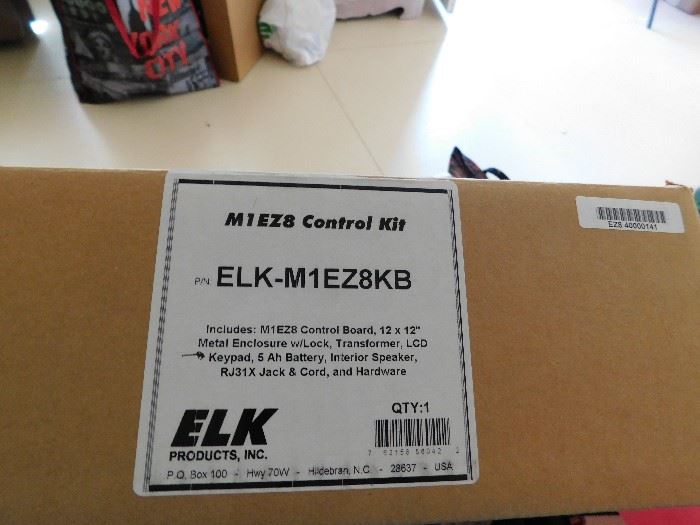 NEW
YORK
CITY
M1EZ8 Control Kit
P/N ELK-M1EZ8KB
Includes: M1EZ8 Control Board, 12 x 12"
Metal Enclosure w/Lock, Transformer, LCD
Keypad, 5 Ah Battery, Interior Speaker,
RJ31X Jack & Cord, and Hardware
ELK
PRODUCTS, INC.
QTY:1
P.O. Box 100 - Hwy 70W - Hildebran, N.C. - 28637 - USA
EZ8 40000141